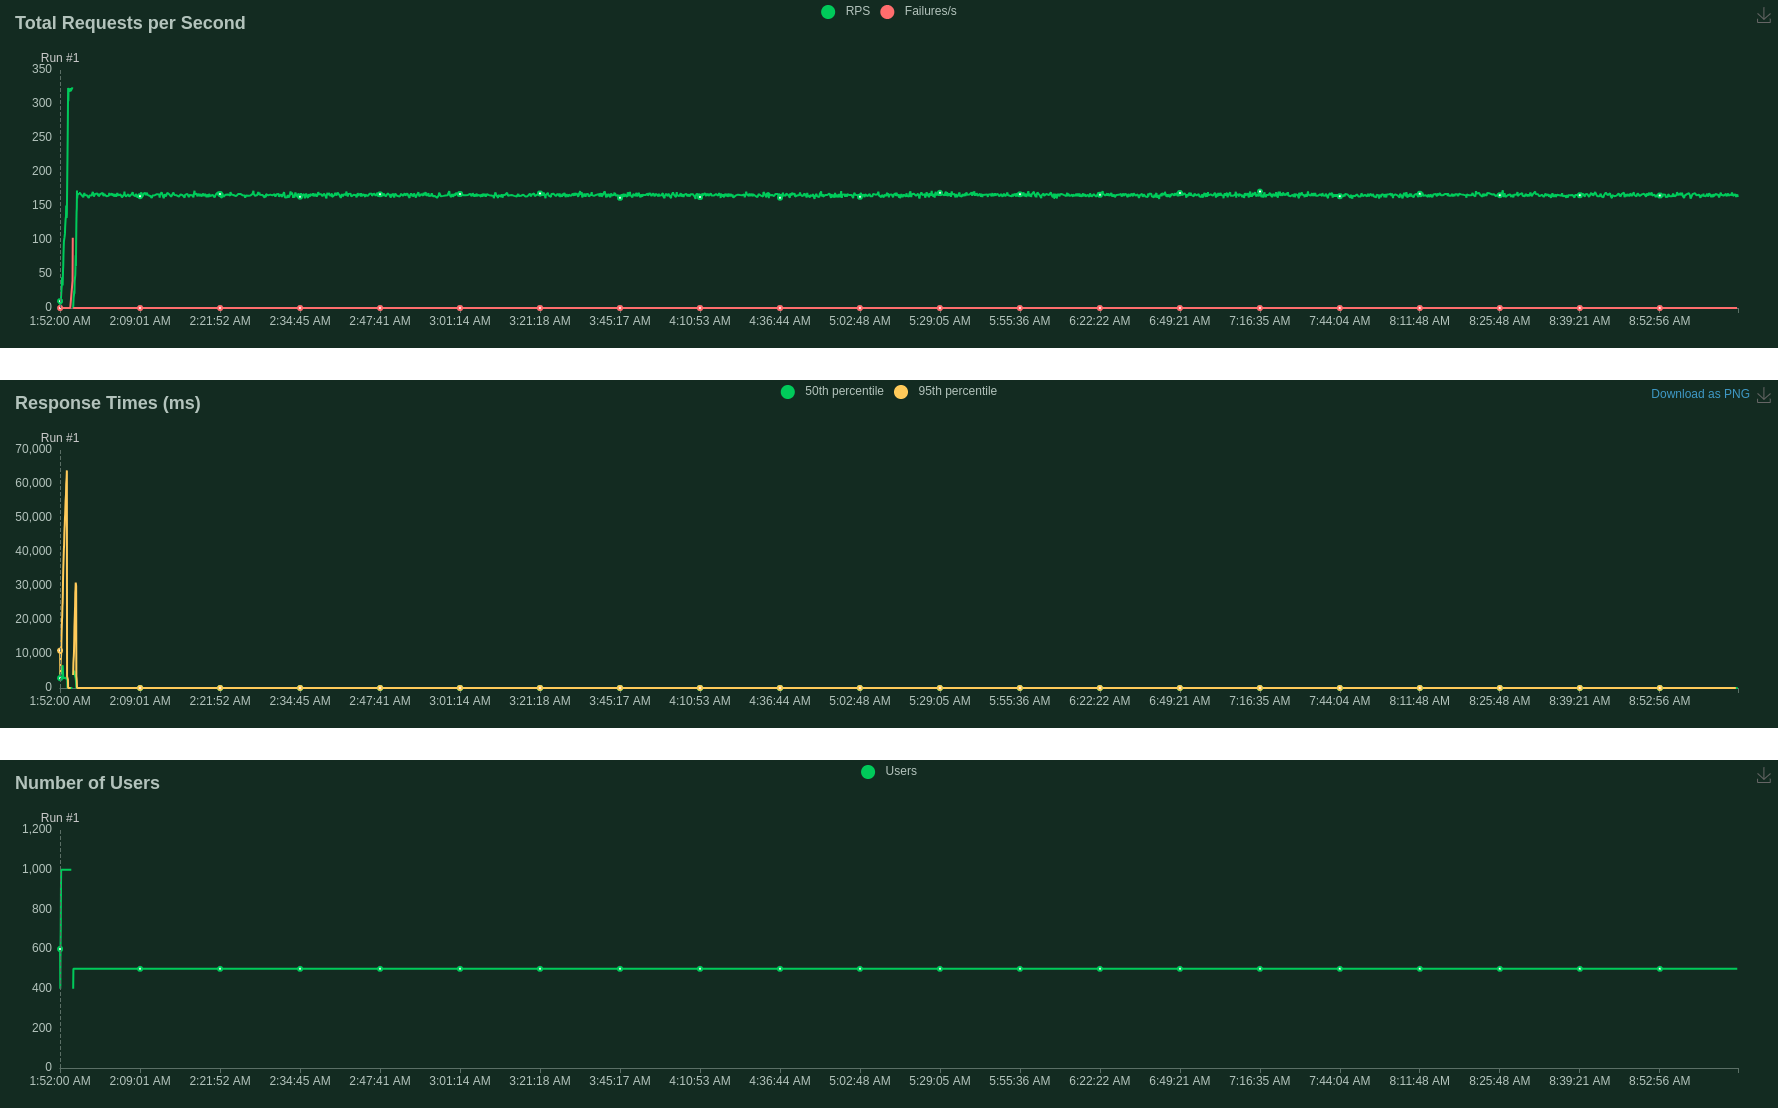 Total Requests per Second
RPS Failures/s
Run #1
350
300
250
200
150
100
50
0
1:52:00 AM 2:09:01 AM 2:21:52 AM 2:34:45 AM 2:47:41 AM 3:01:14 AM 3:21:18 AM 3:45:17 AM 4:10:53 AM 4:36:44 AM 5:02:48 AM 5:29:05 AM 5:55:36 AM 6:22:22 AM 6:49:21 AM 7:16:35 AM 7:44:04 AM 8:11:48 AM 8:25:48 AM 8:39:21 AM 8:52:56 AM
Response Times (ms)
50th percentile 95th percentile
Download as PNG
Run #1
70,000
60,000
50,000
40,000
30,000
20,000
10,000
0
1:52:00 AM 2:09:01 AM 2:21:52 AM 2:34:45 AM 2:47:41 AM 3:01:14 AM 3:21:18 AM 3:45:17 AM 4:10:53 AM 4:36:44 AM 5:02:48 AM 5:29:05 AM 5:55:36 AM 6:22:22 AM 6:49:21 AM 7:16:35 AM 7:44:04 AM 8:11:48 AM 8:25:48 AM 8:39:21 AM 8:52:56 AM
Number of Users
Users
Run #1
1,200
1,000
800
600
400
200
0
1:52:00 AM 2:09:01 AM 2:21:52 AM 2:34:45 AM 2:47:41 AM 3:01:14 AM 3:21:18 AM 3:45:17 AM 4:10:53 AM 4:36:44 AM 5:02:48 AM 5:29:05 AM 5:55:36 AM 6:22:22 AM 6:49:21 AM 7:16:35 AM 7:44:04 AM 8:11:48 AM 8:25:48 AM 8:39:21 AM 8:52:56 AM